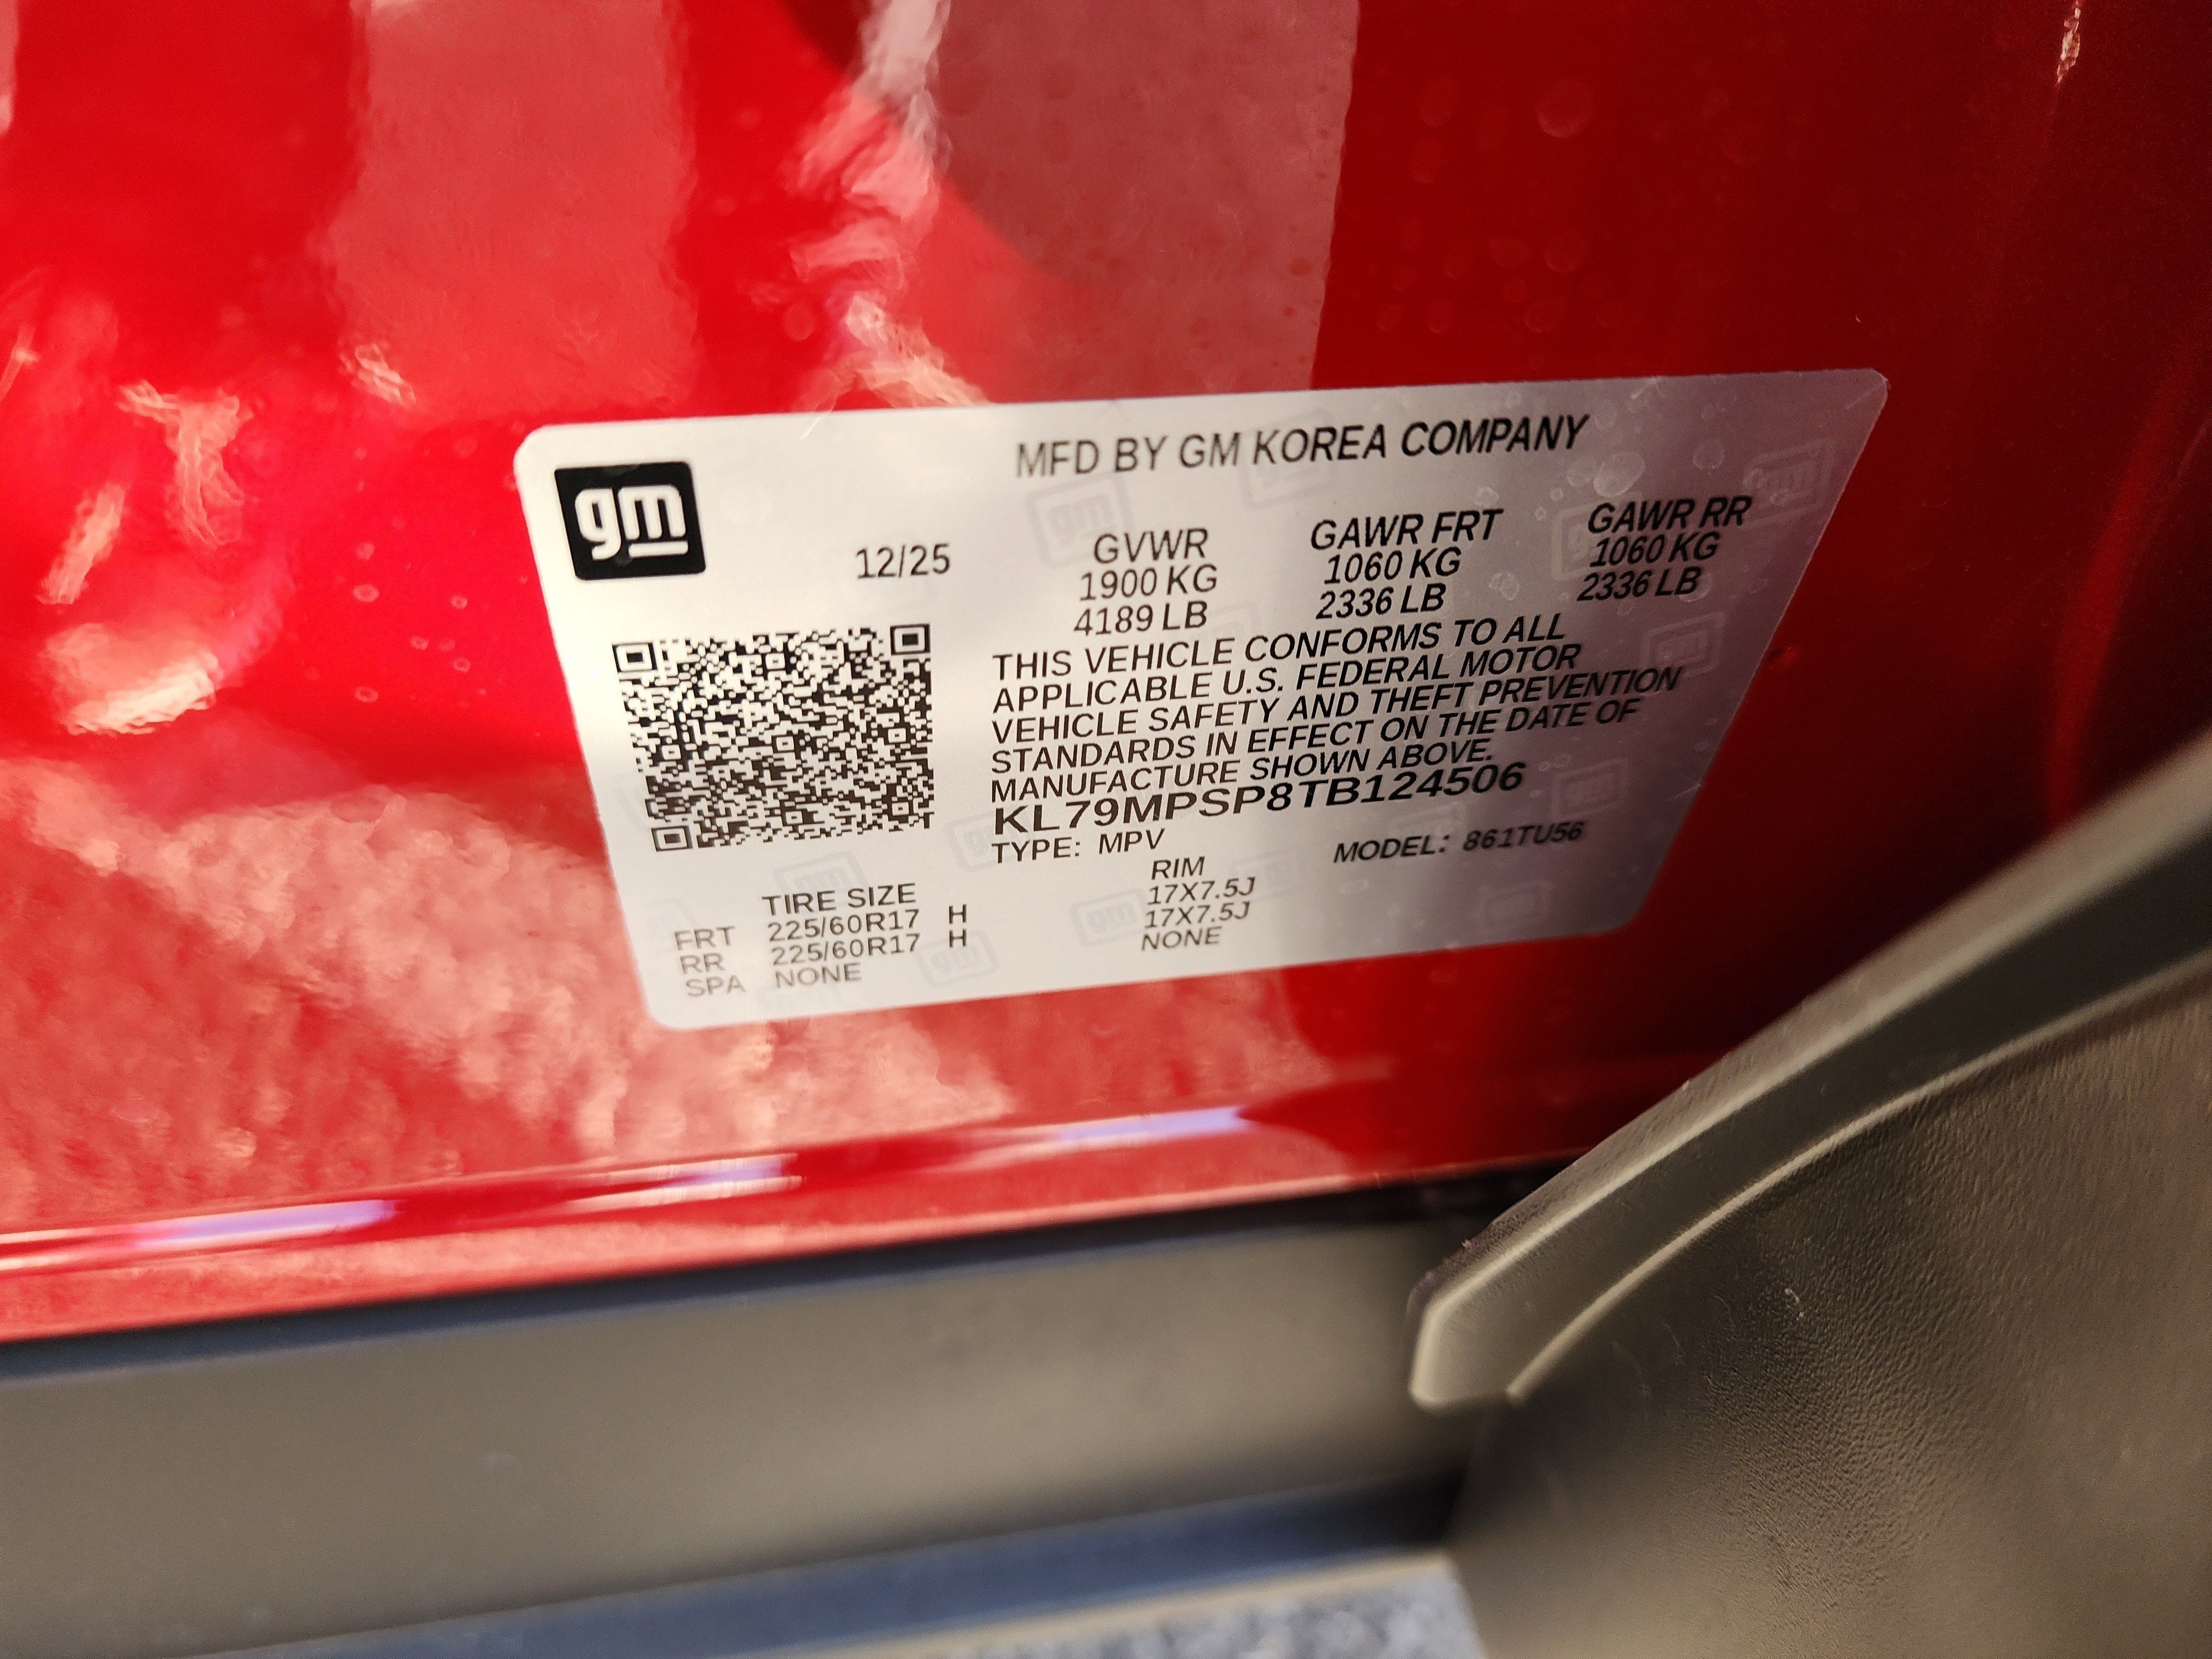 gm
MFD BY GM KOREA COMPANY
12/25 GVWR GAWR FRT GAWR RR
1900 KG 1060 KG 1060 KG
4189 LB 2336 LB 2336 LB
THIS VEHICLE CONFORMS TO ALL
APPLICABLE U.S. FEDERAL MOTOR
VEHICLE SAFETY AND THEFT PREVENTION
STANDARDS IN EFFECT ON THE DATE OF
MANUFACTURE SHOWN ABOVE.
KL79MPSP8TB124506
TYPE: MPV MODEL: 861TU56
TIRE SIZE RIM
FRT 225/60R17 H 17X7.5J
RR 225/60R17 H 17X7.5J
SPA NONE NONE